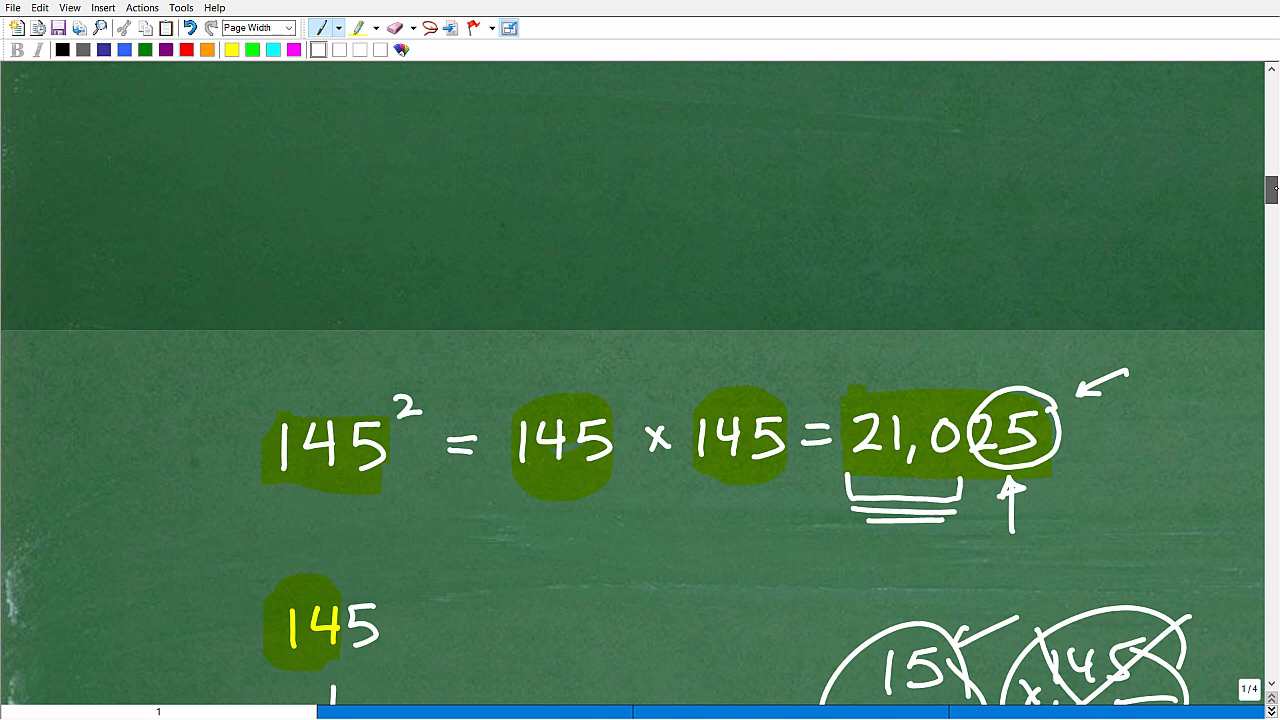 File Edit View Insert Actions Tools Help
Page Width
B I
145² = 145 x 145 = 21,025
145
15
145
x
1/4
1